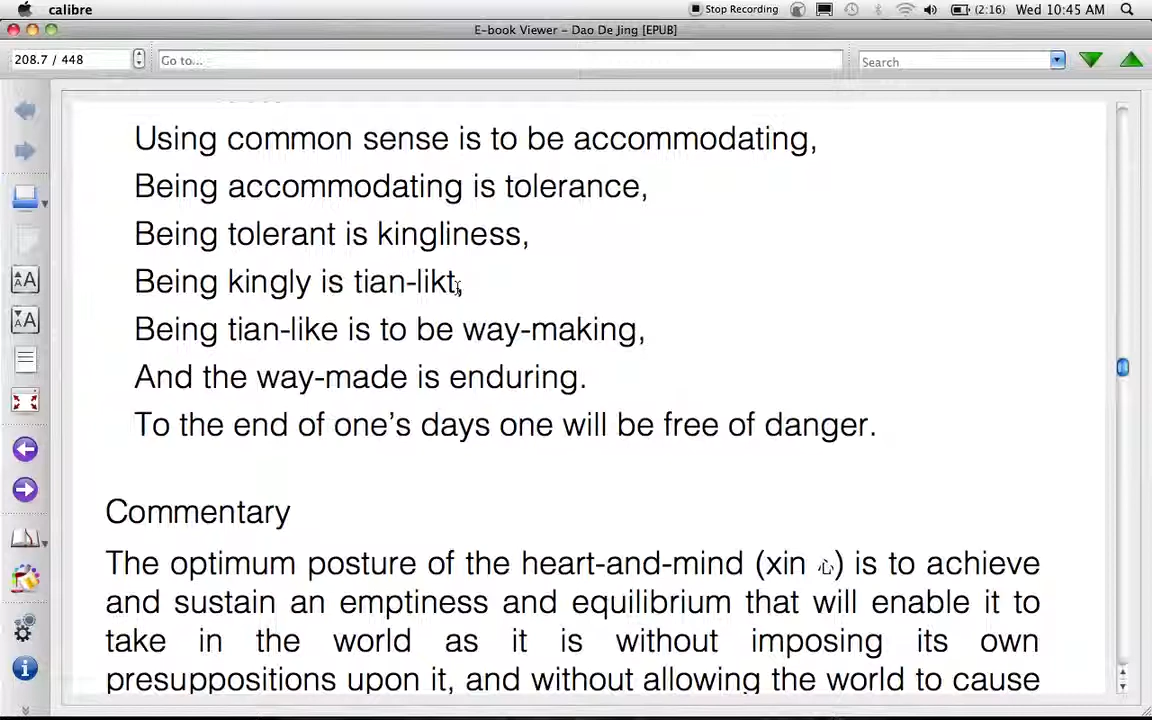 calibre
Stop Recording
(2:16) Wed 10:45 AM
E-book Viewer – Dao De Jing [EPUB]
208.7 / 448
Go to...
Search
Using common sense is to be accommodating,
Being accommodating is tolerance,
Being tolerant is kingliness,
Being kingly is tian-likt,
Being tian-like is to be way-making,
And the way-made is enduring.
To the end of one’s days one will be free of danger.
Commentary
The optimum posture of the heart-and-mind (xin 心) is to achieve
and sustain an emptiness and equilibrium that will enable it to
take in the world as it is without imposing its own
presuppositions upon it, and without allowing the world to cause